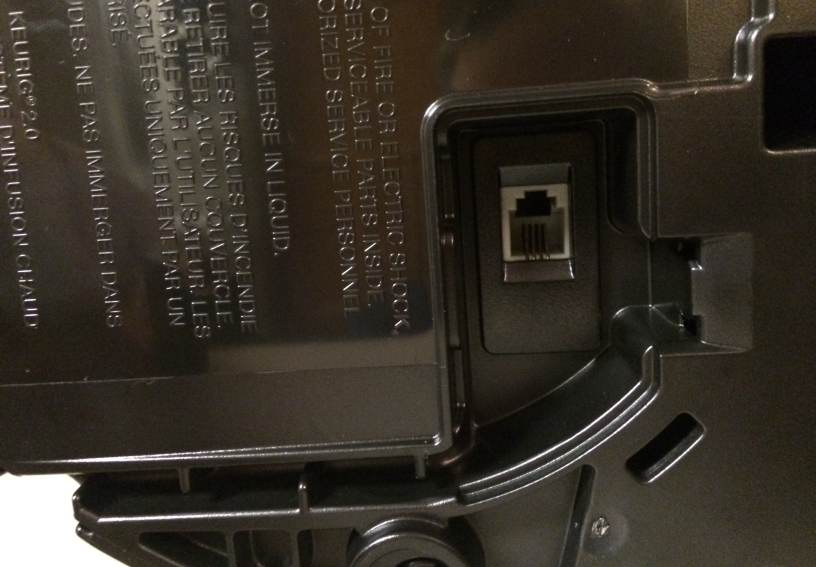 OF FIRE OR ELECTRIC SHOCK,
SERVICEABLE PARTS INSIDE.
ORIZED SERVICE PERSONNEL
OT IMMERSE IN LIQUID.
UIRE LES RISQUES D'INCENDIE
RETIRER AUCUN COUVERCLE.
ARABLE PAR L'UTILISATEUR. LES
CTUÉES UNIQUEMENT PAR UN
DES. NE PAS IMMERGER DANS
KEURIG® 2.0
D'INFUSION CHAUD